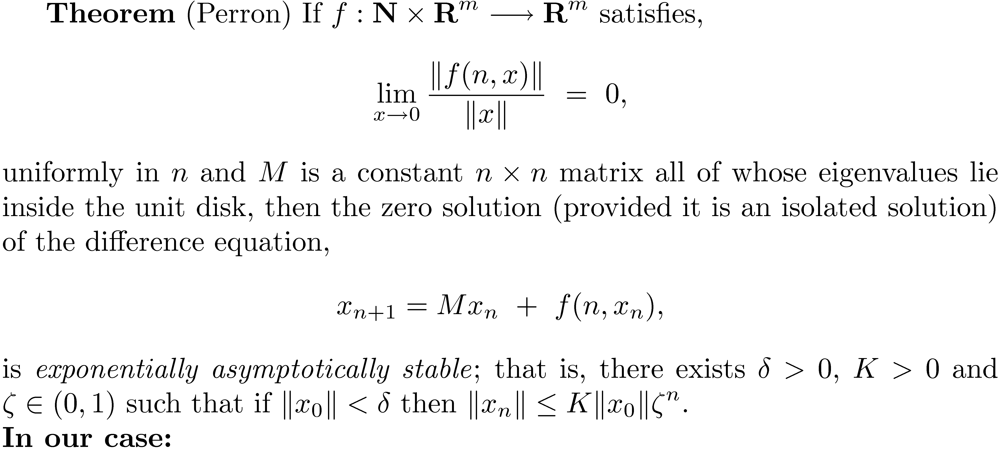 Theorem (Perron) If $f : \mathbf{N} \times \mathbf{R}^m \longrightarrow \mathbf{R}^m$ satisfies,
$$\lim_{x \to 0} \frac{\|f(n, x)\|}{\|x\|} = 0,$$
uniformly in $n$ and $M$ is a constant $n \times n$ matrix all of whose eigenvalues lie
inside the unit disk, then the zero solution (provided it is an isolated solution)
of the difference equation,
$$x_{n+1} = Mx_n + f(n, x_n),$$
is exponentially asymptotically stable; that is, there exists $\delta > 0$, $K > 0$ and
$\zeta \in (0, 1)$ such that if $\|x_0\| < \delta$ then $\|x_n\| \leq K\|x_0\|\zeta^n$.
In our case: